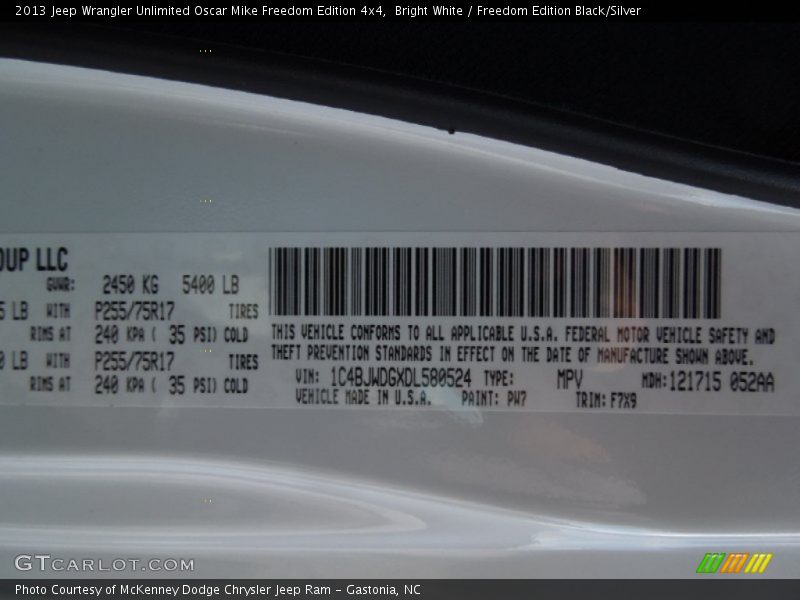 2013 Jeep Wrangler Unlimited Oscar Mike Freedom Edition 4x4,  Bright White / Freedom Edition Black/Silver
OUP LLC
GVWR: 2450 KG 5400 LB
5 LB WITH P255/75R17 TIRES
RIMS AT 240 KPA ( 35 PSI) COLD
0 LB WITH P255/75R17 TIRES
RIMS AT 240 KPA ( 35 PSI) COLD
THIS VEHICLE CONFORMS TO ALL APPLICABLE U.S.A. FEDERAL MOTOR VEHICLE SAFETY AND
THEFT PREVENTION STANDARDS IN EFFECT ON THE DATE OF MANUFACTURE SHOWN ABOVE.
VIN: 1C4BJWDGXDL580524 TYPE: MPV MDH:121715 052AA
VEHICLE MADE IN U.S.A. PAINT: PW7 TRIM: F7X9
GTCARLOT.COM
Photo Courtesy of McKenney Dodge Chrysler Jeep Ram – Gastonia, NC